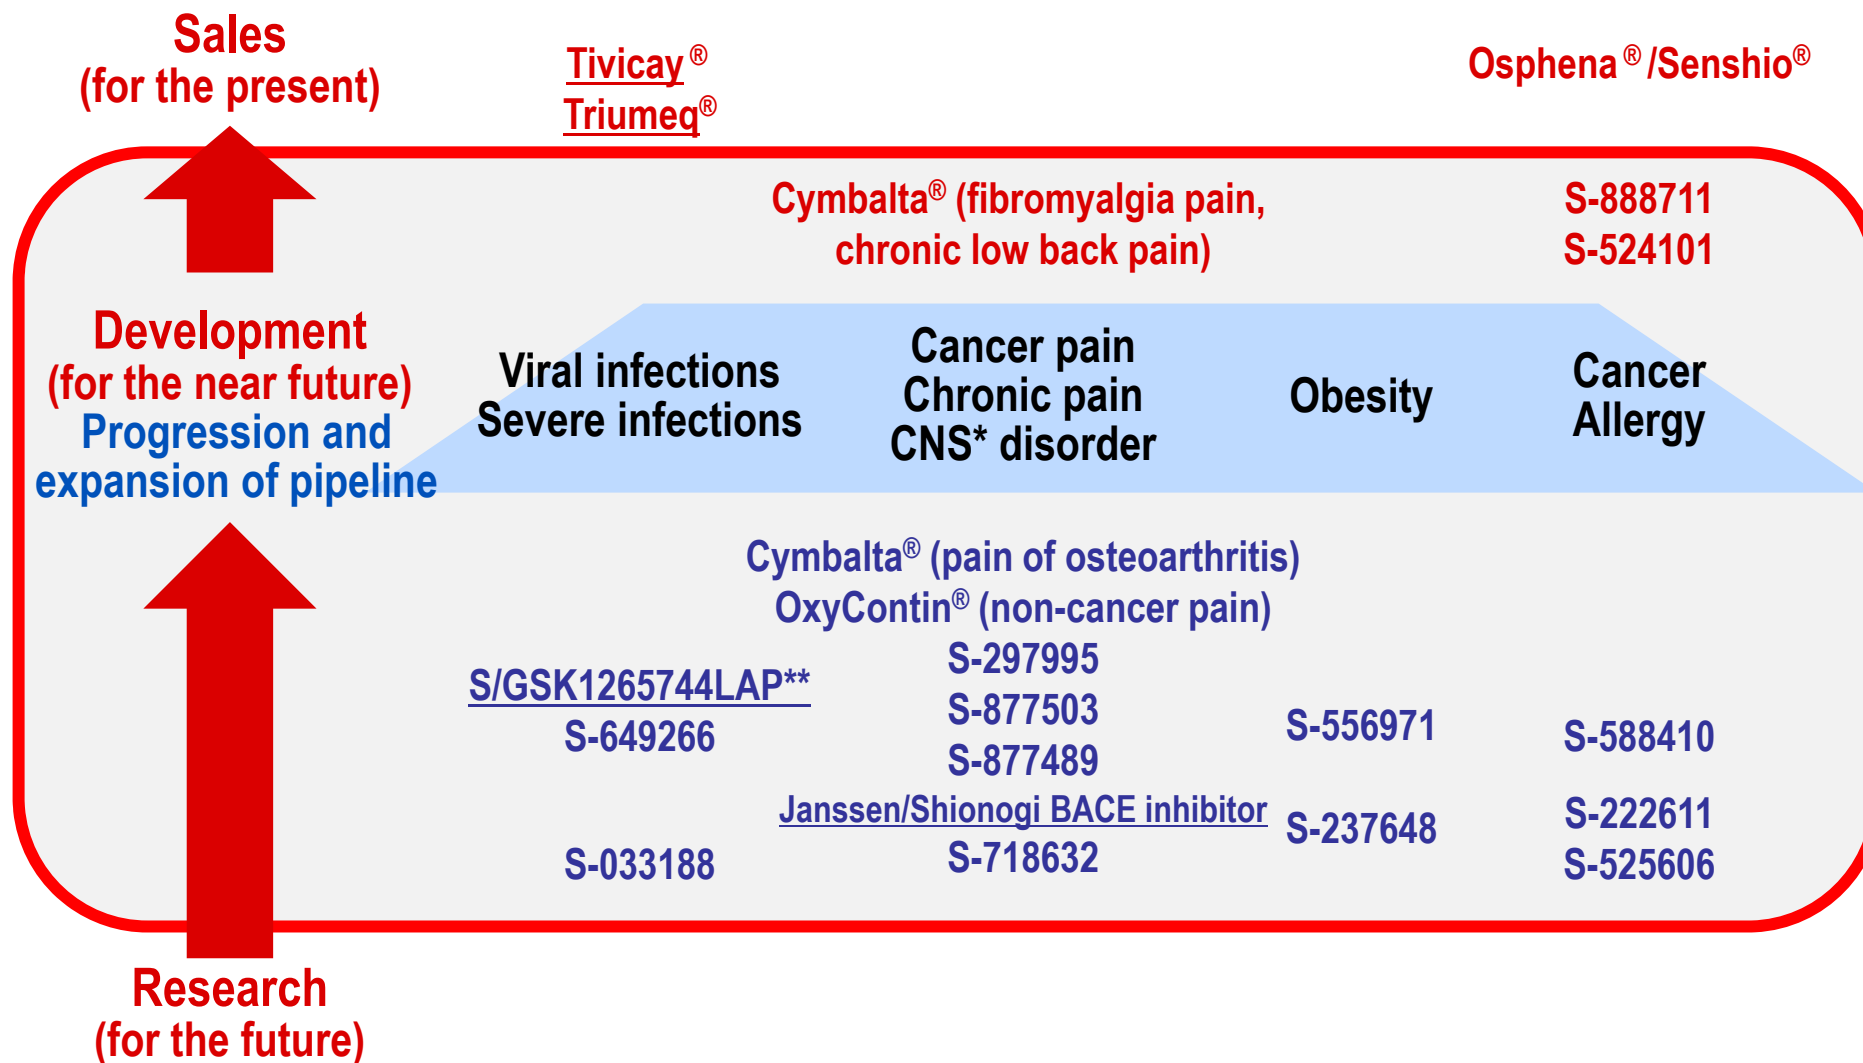 Sales
(for the present)
Tivicay®
Triumeq®
Osphena®/Senshio®
Cymbalta® (fibromyalgia pain,
chronic low back pain)
S-888711
S-524101
Development
(for the near future)
Progression and
expansion of pipeline
Viral infections
Severe infections
Cancer pain
Chronic pain
CNS* disorder
Obesity
Cancer
Allergy
Cymbalta® (pain of osteoarthritis)
OxyContin® (non-cancer pain)
S/GSK1265744LAP**
S-649266
S-033188
S-297995
S-877503
S-877489
Janssen/Shionogi BACE inhibitor
S-718632
S-556971
S-237648
S-588410
S-222611
S-525606
Research
(for the future)